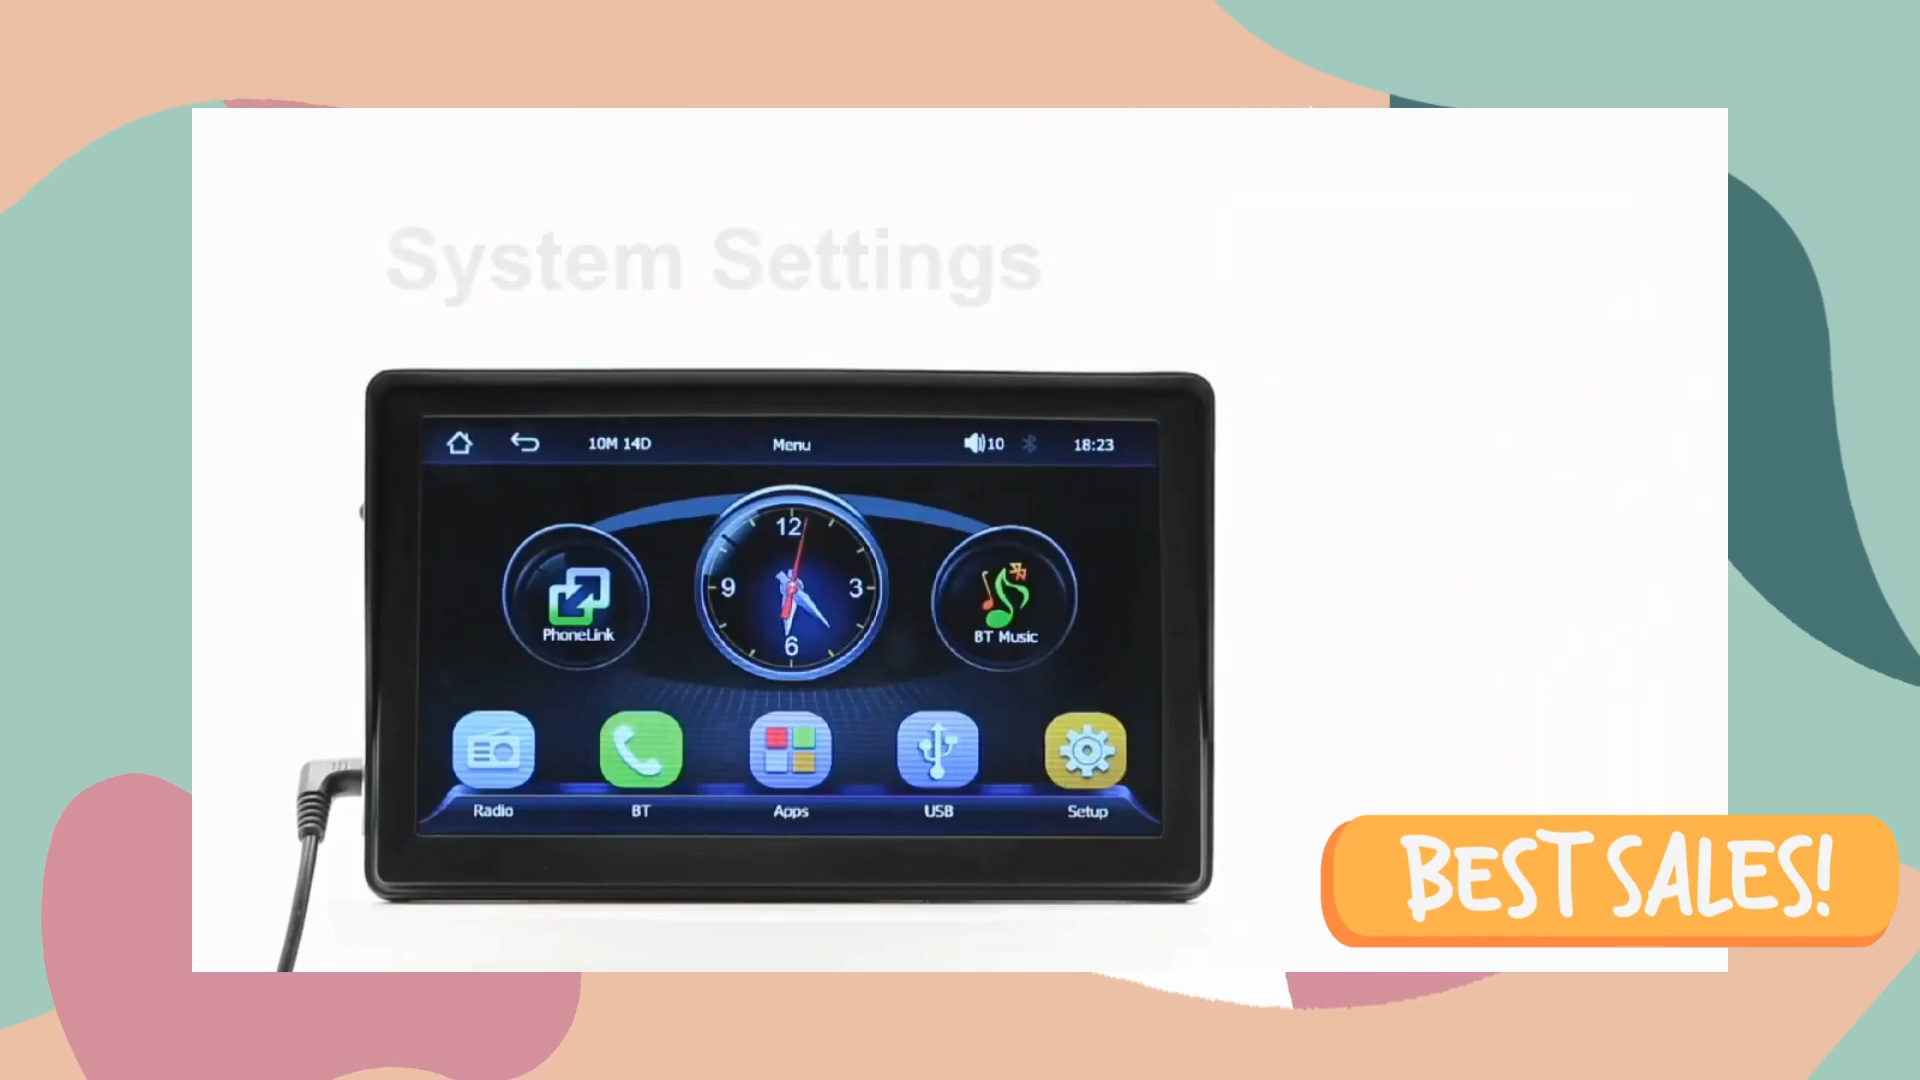 System Settings
10M 14D Menu 10 18:23
12
9 3
6
PhoneLink
BT Music
Radio BT Apps USB Setup
BEST SALES!